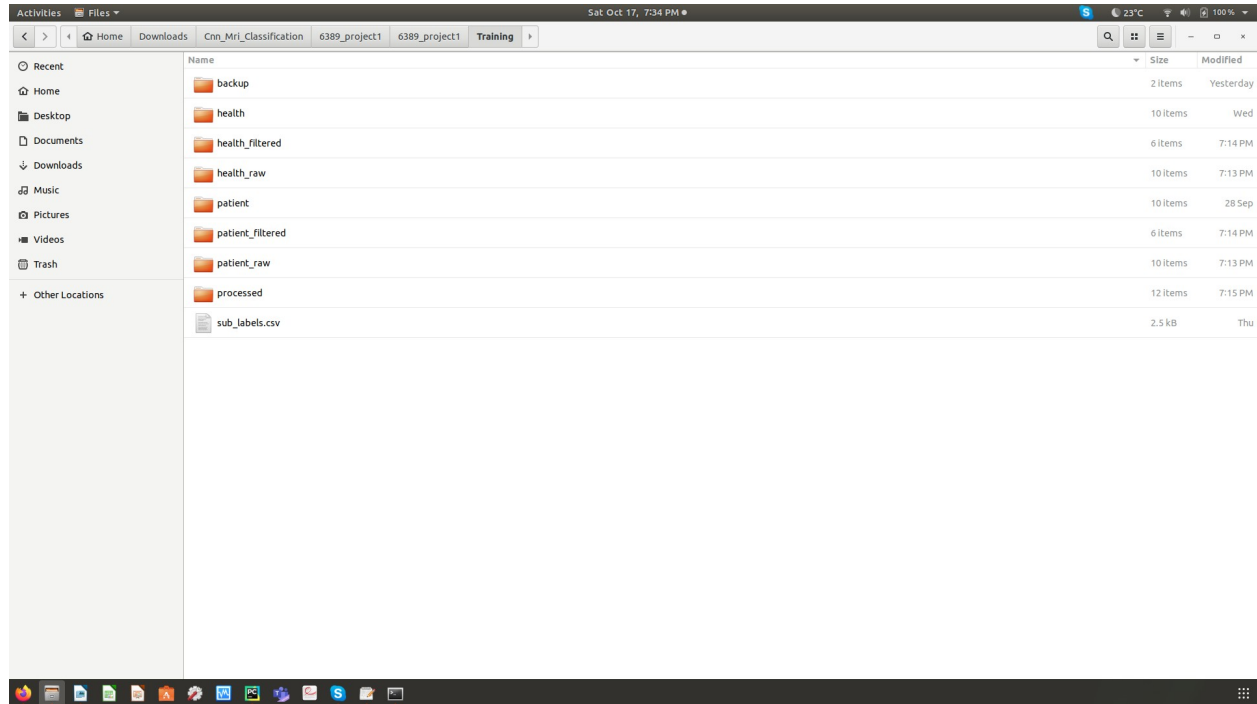 Activities Files Sat Oct 17, 7:34 PM 23°C 100 %
Home Downloads Cnn_Mri_Classification 6389_project1 6389_project1 Training
Name Size Modified
Recent
Home
Desktop
Documents
Downloads
Music
Pictures
Videos
Trash
+ Other Locations
backup 2 items Yesterday
health 10 items Wed
health_filtered 6 items 7:14 PM
health_raw 10 items 7:13 PM
patient 10 items 28 Sep
patient_filtered 6 items 7:14 PM
patient_raw 10 items 7:13 PM
processed 12 items 7:15 PM
sub_labels.csv 2.5 kB Thu